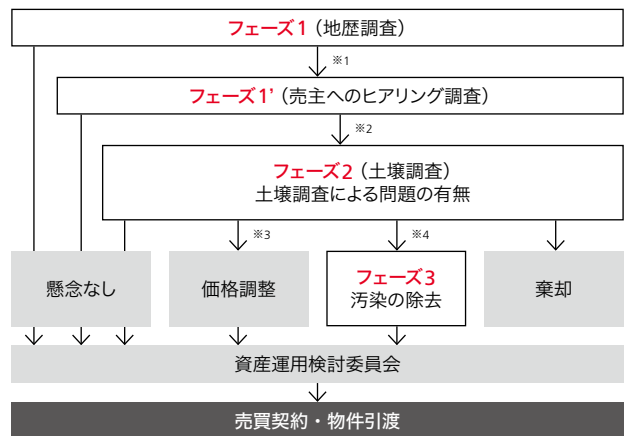 フェーズ1（地歴調査）
※1
フェーズ1’（売主へのヒアリング調査）
※2
フェーズ2（土壌調査）
土壌調査による問題の有無
※3
※4
懸念なし
価格調整
フェーズ3
汚染の除去
棄却
資産運用検討委員会
売買契約・物件引渡